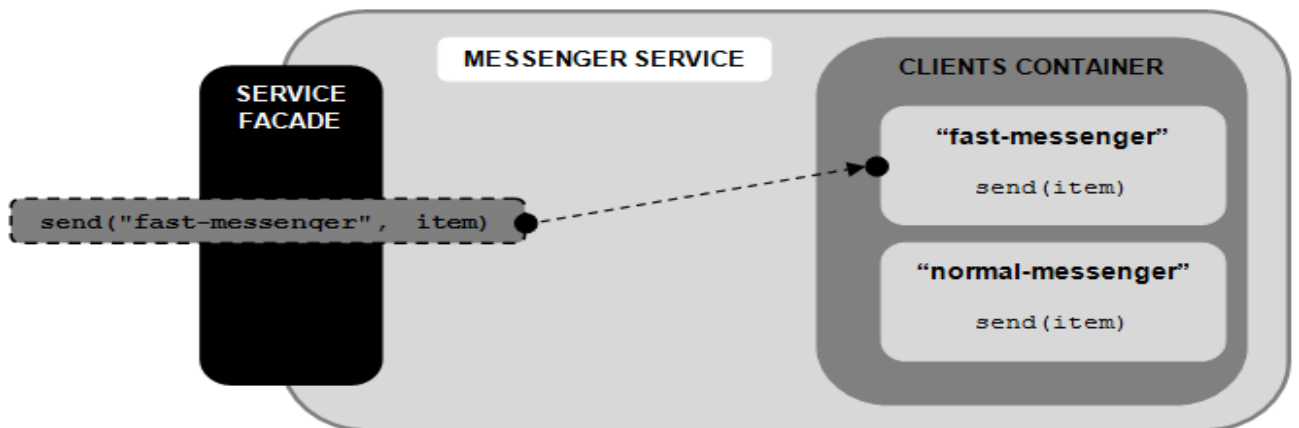 MESSENGER SERVICE
CLIENTS CONTAINER
SERVICE
FACADE
“fast-messenger”
send(item)
send("fast-messenger", item)
“normal-messenger”
send(item)